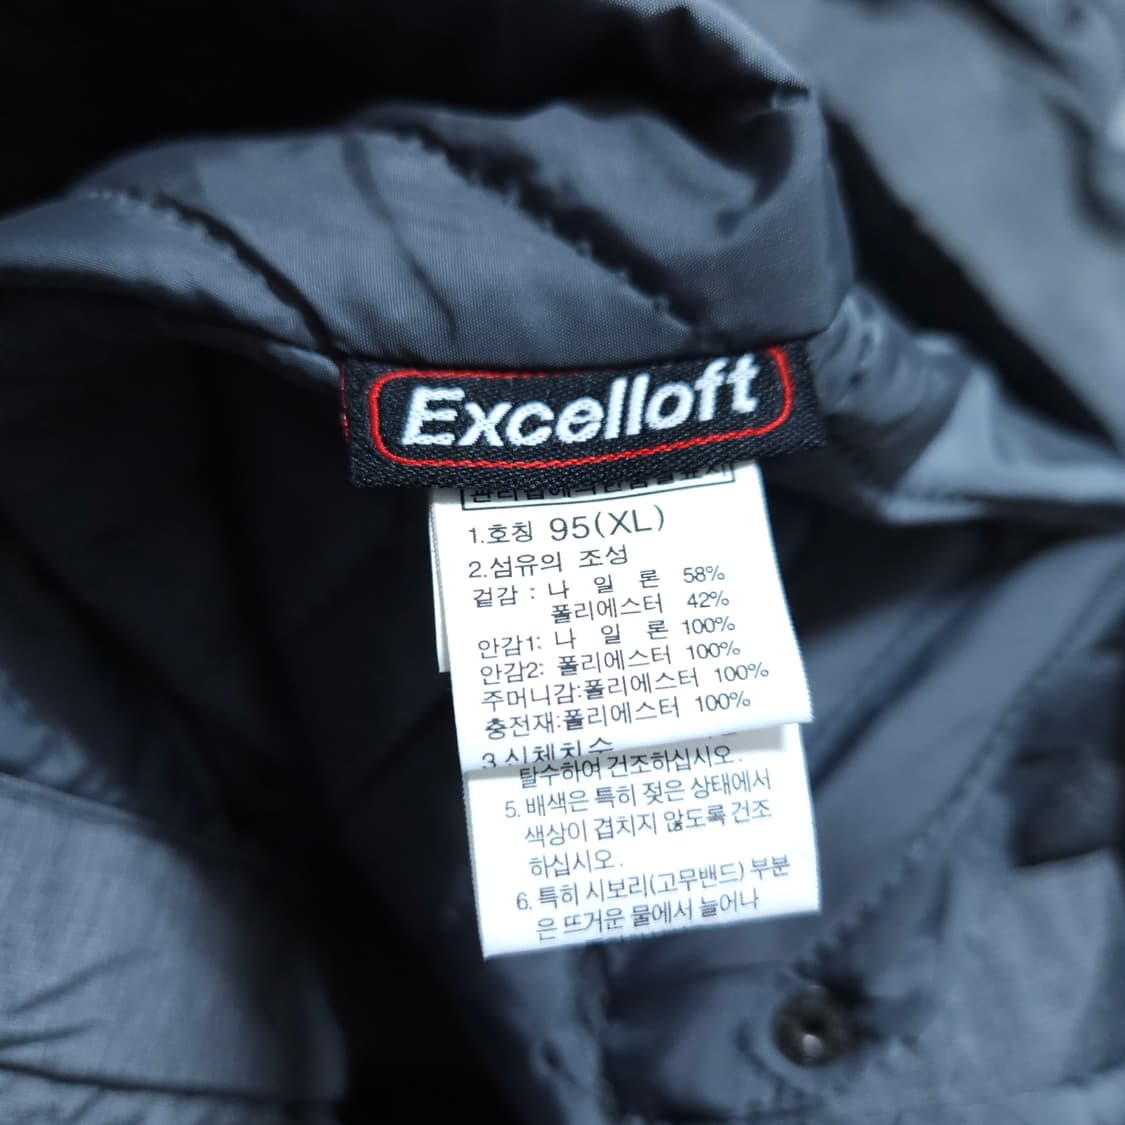 Excelloft
1.호칭 95(XL)
2.섬유의 조성
겉감 : 나 일 론 58%
폴리에스터 42%
안감1: 나 일 론 100%
안감2: 폴리에스터 100%
주머니감:폴리에스터 100%
충전재:폴리에스터 100%
3.신체치수
탈수하여 건조하십시오.
5. 배색은 특히 젖은 상태에서
색상이 겹치지 않도록 건조
하십시오.
6. 특히 시보리(고무밴드) 부분
은 뜨거운 물에서 늘어나